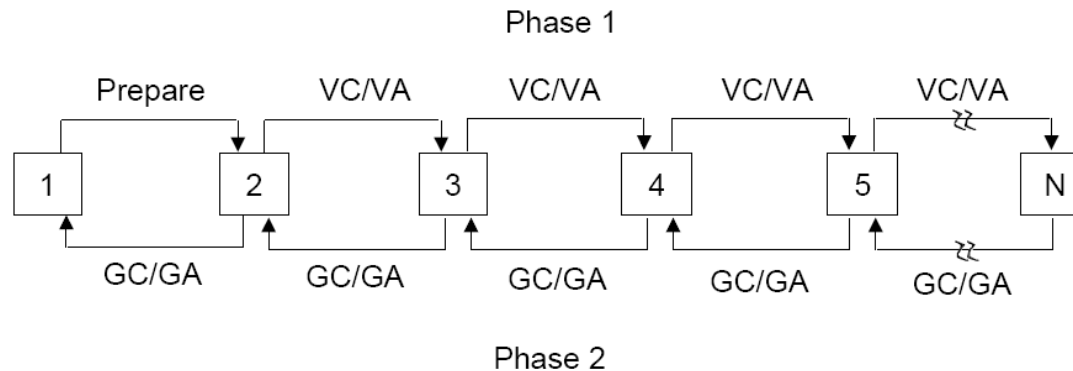 Phase 1
Prepare VC/VA VC/VA VC/VA VC/VA
1 2 3 4 5 N
GC/GA GC/GA GC/GA GC/GA GC/GA
Phase 2